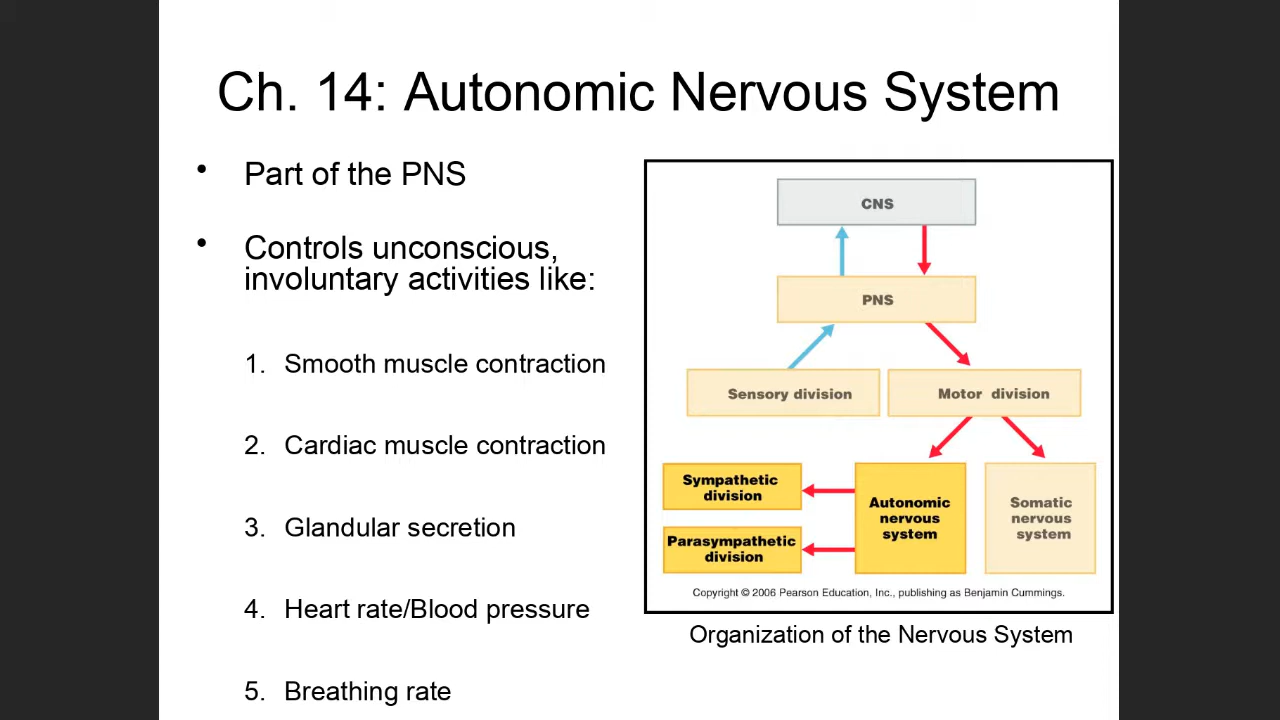 Ch. 14: Autonomic Nervous System
• Part of the PNS
• Controls unconscious,
involuntary activities like:
1. Smooth muscle contraction
2. Cardiac muscle contraction
3. Glandular secretion
4. Heart rate/Blood pressure
5. Breathing rate
CNS
PNS
Sensory division
Motor division
Sympathetic
division
Parasympathetic
division
Autonomic
nervous
system
Somatic
nervous
system
Copyright © 2006 Pearson Education, Inc., publishing as Benjamin Cummings.
Organization of the Nervous System